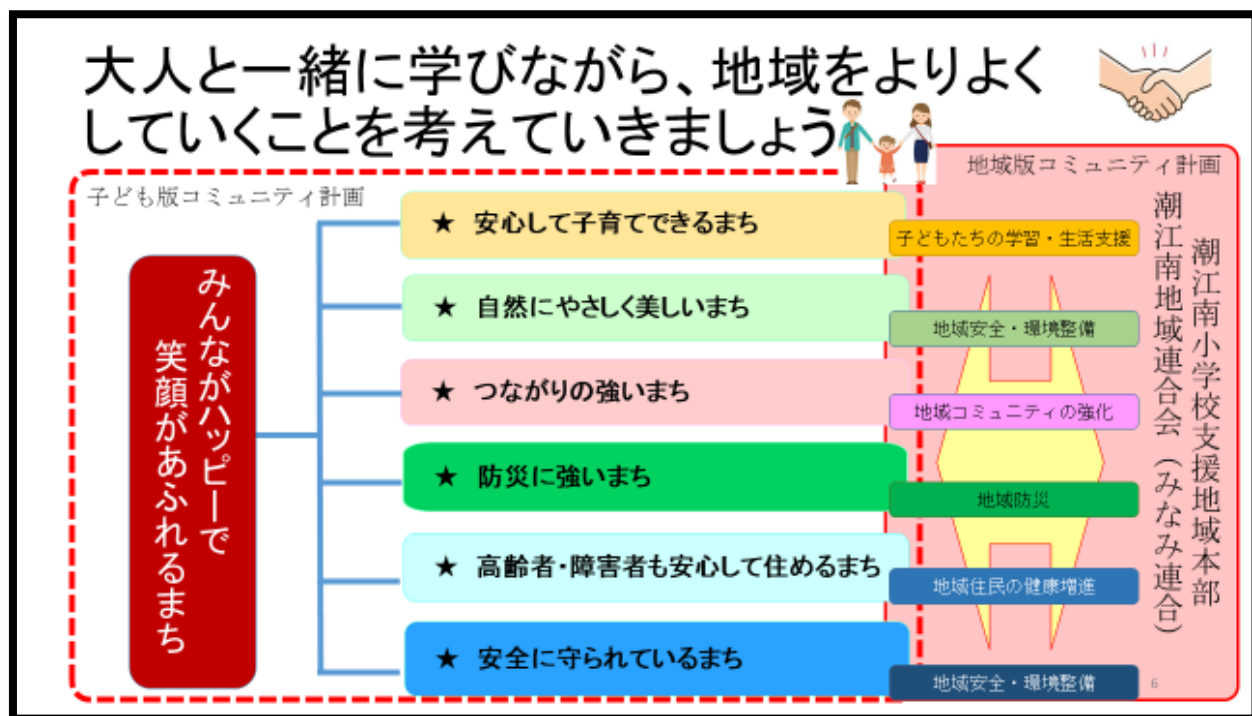 大人と一緒に学びながら、地域をよりよく
していくことを考えていきましょう
子ども版コミュニティ計画
みんながハッピーで
笑顔があふれるまち
★ 安心して子育てできるまち
★ 自然にやさしく美しいまち
★ つながりの強いまち
★ 防災に強いまち
★ 高齢者・障害者も安心して住めるまち
★ 安全に守られているまち
地域版コミュニティ計画
子どもたちの学習・生活支援
地域安全・環境整備
地域コミュニティの強化
地域防災
地域住民の健康増進
地域安全・環境整備
潮江南小学校支援地域本部
潮江南地域連合会（みなみ連合）
6